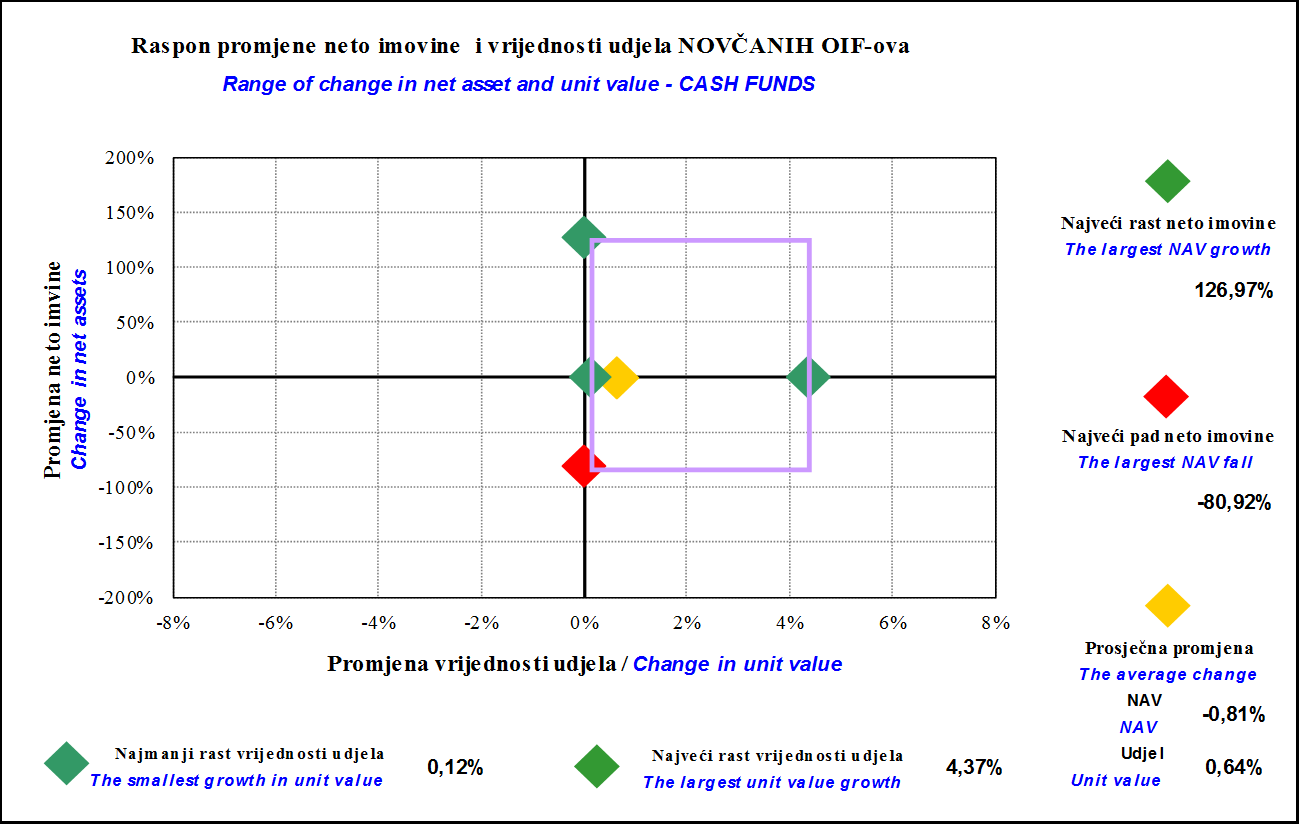 Raspon promjene neto imovine i vrijednosti udjela NOVČANIH OIF-ova
Range of change in net asset and unit value - CASH FUNDS
200%
150%
100%
50%
0%
-50%
-100%
-150%
-200%
-8%
-6%
-4%
-2%
0%
2%
4%
6%
8%
Promjena neto imvine
Change in net assets
Promjena vrijednosti udjela / Change in unit value
Najveći rast neto imovine
The largest NAV growth
126,97%
Najveći pad neto imovine
The largest NAV fall
-80,92%
Prosječna promjena
The average change
NAV
NAV
-0,81%
Udjel
Unit value
0,64%
Najmanji rast vrijednosti udjela
The smallest growth in unit value
0,12%
Najveći rast vrijednosti udjela
The largest unit value growth
4,37%